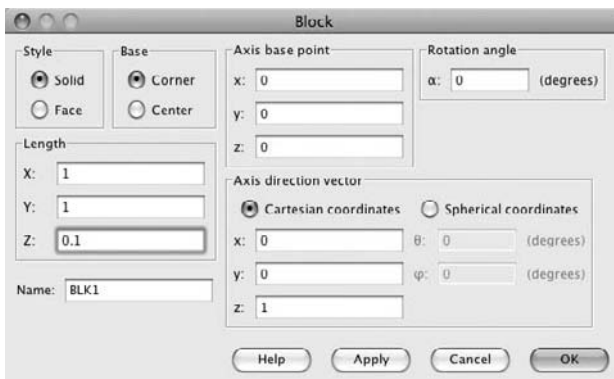 Block
Style
Solid
Face
Base
Corner
Center
Length
X: 1
Y: 1
Z: 0.1
Name: BLK1
Axis base point
x: 0
y: 0
z: 0
Rotation angle
α: 0 (degrees)
Axis direction vector
Cartesian coordinates
Spherical coordinates
x: 0
y: 0
z: 1
θ: 0 (degrees)
φ: 0 (degrees)
Help
Apply
Cancel
OK